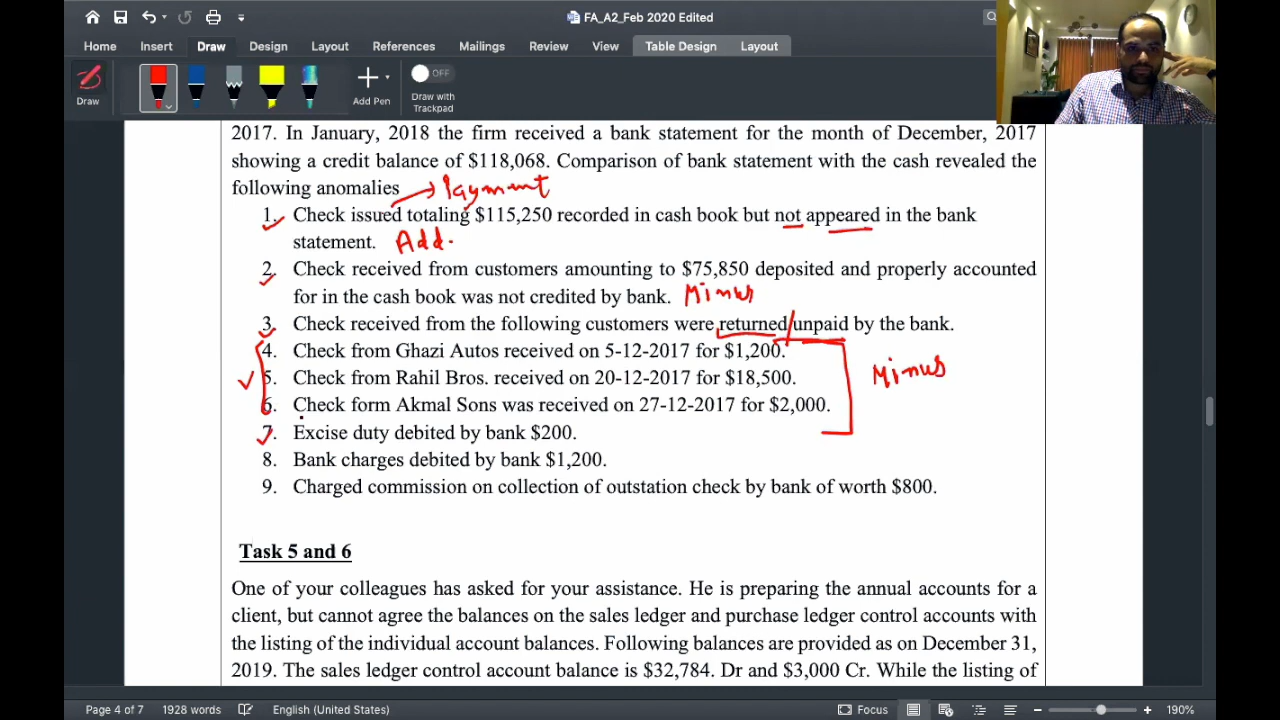 FA_A2_Feb 2020 Edited
Home Insert Draw Design Layout References Mailings Review View Table Design Layout
OFF
Draw Add Pen Draw with Trackpad
2017. In January, 2018 the firm received a bank statement for the month of December, 2017
showing a credit balance of $118,068. Comparison of bank statement with the cash revealed the
following anomalies Payment
1. Check issued totaling $115,250 recorded in cash book but not appeared in the bank
statement. Add.
2. Check received from customers amounting to $75,850 deposited and properly accounted
for in the cash book was not credited by bank. Minus
3. Check received from the following customers were returned/unpaid by the bank.
4. Check from Ghazi Autos received on 5-12-2017 for $1,200.
5. Check from Rahil Bros. received on 20-12-2017 for $18,500. Minus
6. Check form Akmal Sons was received on 27-12-2017 for $2,000.
7. Excise duty debited by bank $200.
8. Bank charges debited by bank $1,200.
9. Charged commission on collection of outstation check by bank of worth $800.
Task 5 and 6
One of your colleagues has asked for your assistance. He is preparing the annual accounts for a
client, but cannot agree the balances on the sales ledger and purchase ledger control accounts with
the listing of the individual account balances. Following balances are provided as on December 31,
2019. The sales ledger control account balance is $32,784. Dr and $3,000 Cr. While the listing of
Page 4 of 7 1928 words English (United States) Focus 190%